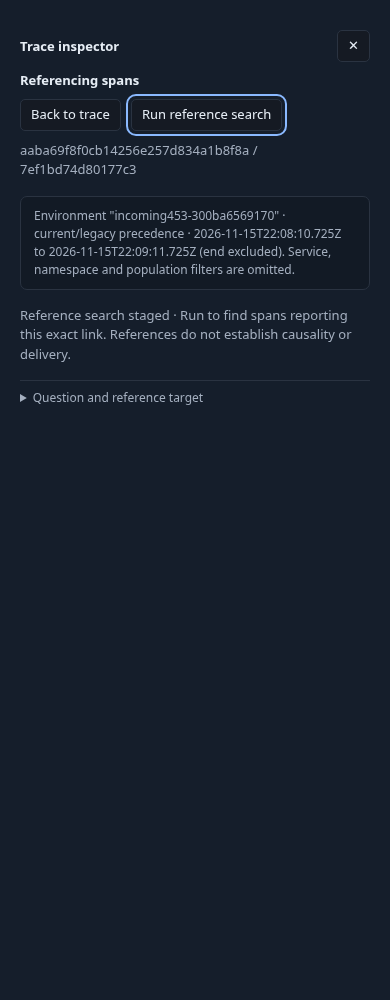 Trace inspector
✕
Referencing spans
Back to trace
Run reference search
aaba69f8f0cb14256e257d834a1b8f8a /
7ef1bd74d80177c3
Environment "incoming453-300ba6569170" ·
current/legacy precedence · 2026-11-15T22:08:10.725Z
to 2026-11-15T22:09:11.725Z (end excluded). Service,
namespace and population filters are omitted.
Reference search staged · Run to find spans reporting
this exact link. References do not establish causality or
delivery.
Question and reference target